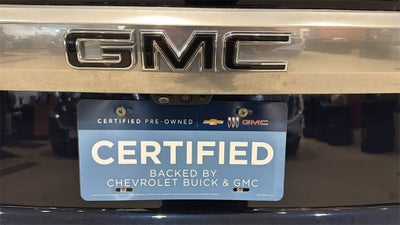 GMC
CERTIFIED PRE-OWNED | GMC
CERTIFIED
BACKED BY
CHEVROLET BUICK & GMC